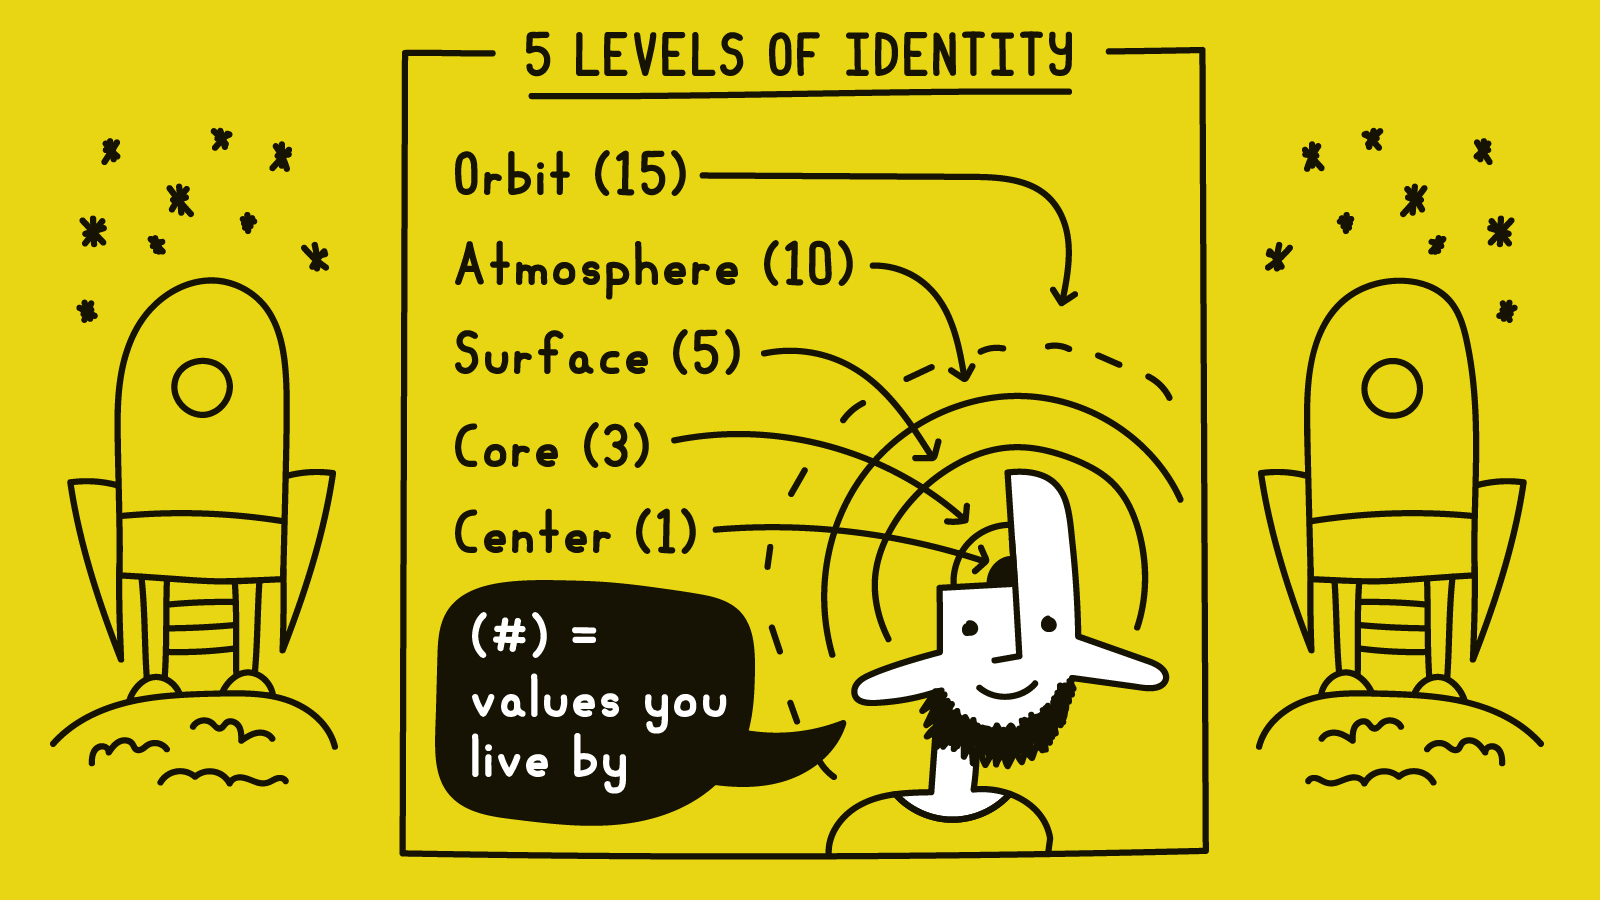 5 LEVELS OF IDENTITY
Orbit (15)
Atmosphere (10)
Surface (5)
Core (3)
Center (1)
(#) =
values you
live by